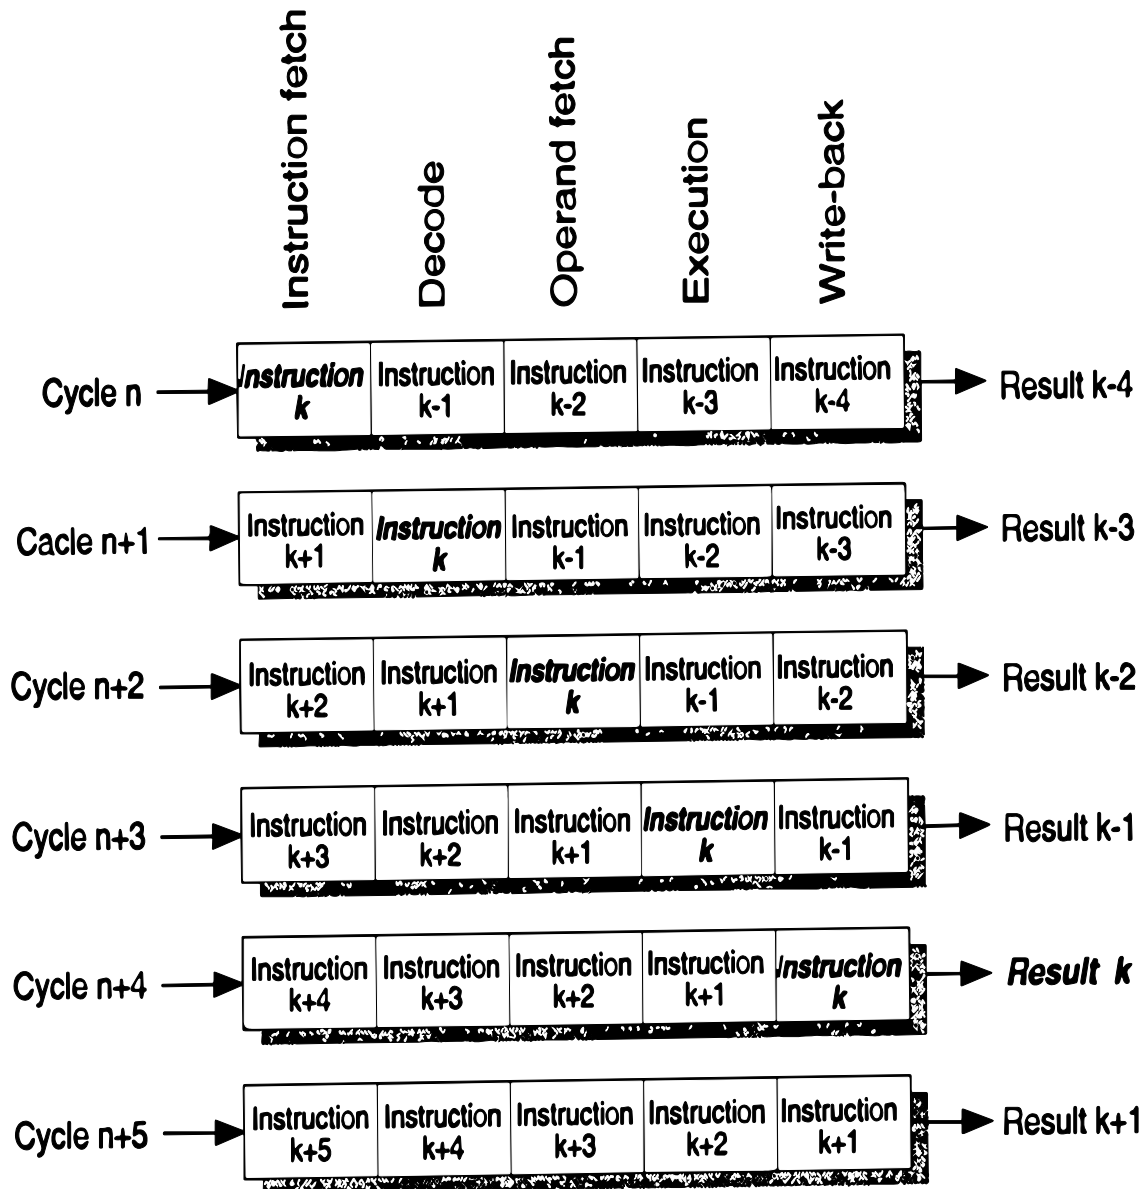 Instruction fetch
Decode
Operand fetch
Execution
Write-back
Cycle n
Instruction k
Instruction k-1
Instruction k-2
Instruction k-3
Instruction k-4
Result k-4
Cacle n+1
Instruction k+1
Instruction k
Instruction k-1
Instruction k-2
Instruction k-3
Result k-3
Cycle n+2
Instruction k+2
Instruction k+1
Instruction k
Instruction k-1
Instruction k-2
Result k-2
Cycle n+3
Instruction k+3
Instruction k+2
Instruction k+1
Instruction k
Instruction k-1
Result k-1
Cycle n+4
Instruction k+4
Instruction k+3
Instruction k+2
Instruction k+1
Instruction k
Result k
Cycle n+5
Instruction k+5
Instruction k+4
Instruction k+3
Instruction k+2
Instruction k+1
Result k+1